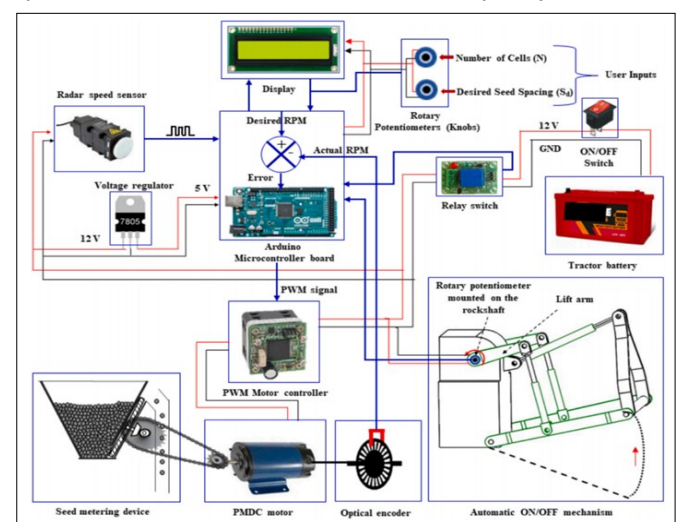 Display
Radar speed sensor
Number of Cells (N)
Desired Seed Spacing (Sd)
User Inputs
Rotary
Potentiometers (Knobs)
Desired RPM
Actual RPM
+
-
Error
12 V
GND
ON/OFF
Switch
Relay switch
Voltage regulator
7805
5 V
12 V
Arduino
Microcontroller board
Tractor battery
PWM signal
Rotary potentiometer
mounted on the
rockshaft
Lift arm
PWM Motor controller
Seed metering device
PMDC motor
Optical encoder
Automatic ON/OFF mechanism